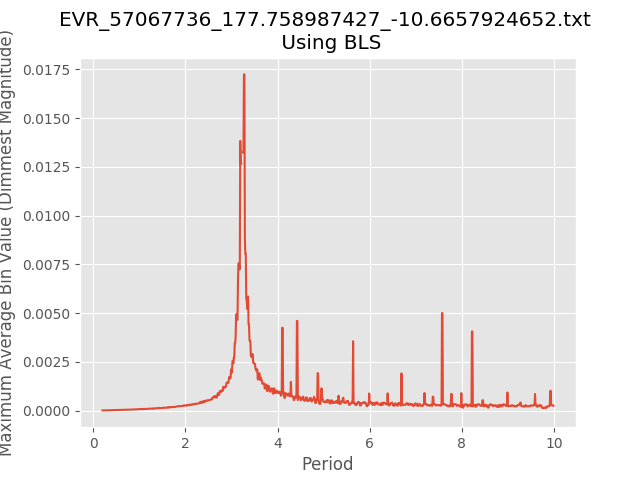 EVR_57067736_177.758987427_-10.6657924652.txt
Using BLS
Maximum Average Bin Value (Dimmest Magnitude)
0.0175
0.0150
0.0125
0.0100
0.0075
0.0050
0.0025
0.0000
0 2 4 6 8 10
Period